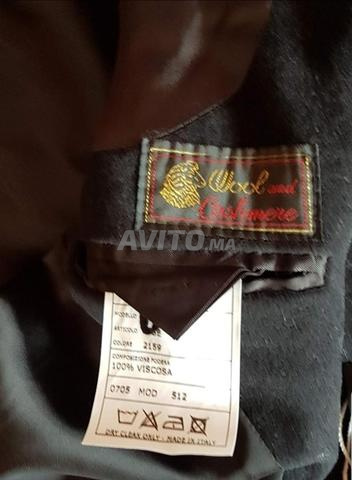 Wool and
Cashmere
AVITO.MA
MODELLO
ARTICOLO
COLORE 2159
COMPOSIZIONE FODERA
100% VISCOSA
0705 MOD 512
DRY CLEAN ONLY - MADE IN ITALY